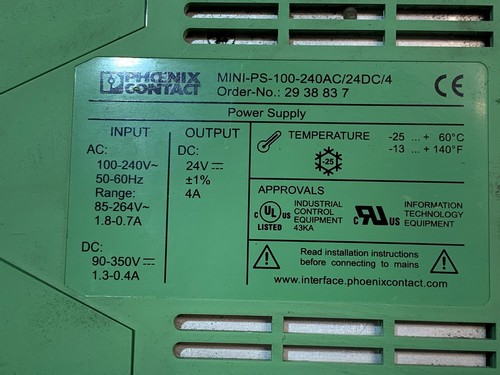 PHŒNIX
CONTACT
MINI-PS-100-240AC/24DC/4
Order-No.: 29 38 83 7
CE
Power Supply
INPUT
AC:
100-240V~
50-60Hz
Range:
85-264V~
1.8-0.7A
DC:
90-350V⎓
1.3-0.4A
OUTPUT
DC:
24V⎓
±1%
4A
TEMPERATURE -25 ... + 60°C
-13 ... + 140°F
-25
APPROVALS
C UL US
LISTED
INDUSTRIAL
CONTROL
EQUIPMENT
43KA
C RU US
INFORMATION
TECHNOLOGY
EQUIPMENT
Read installation instructions
before connecting to mains
www.interface.phoenixcontact.com